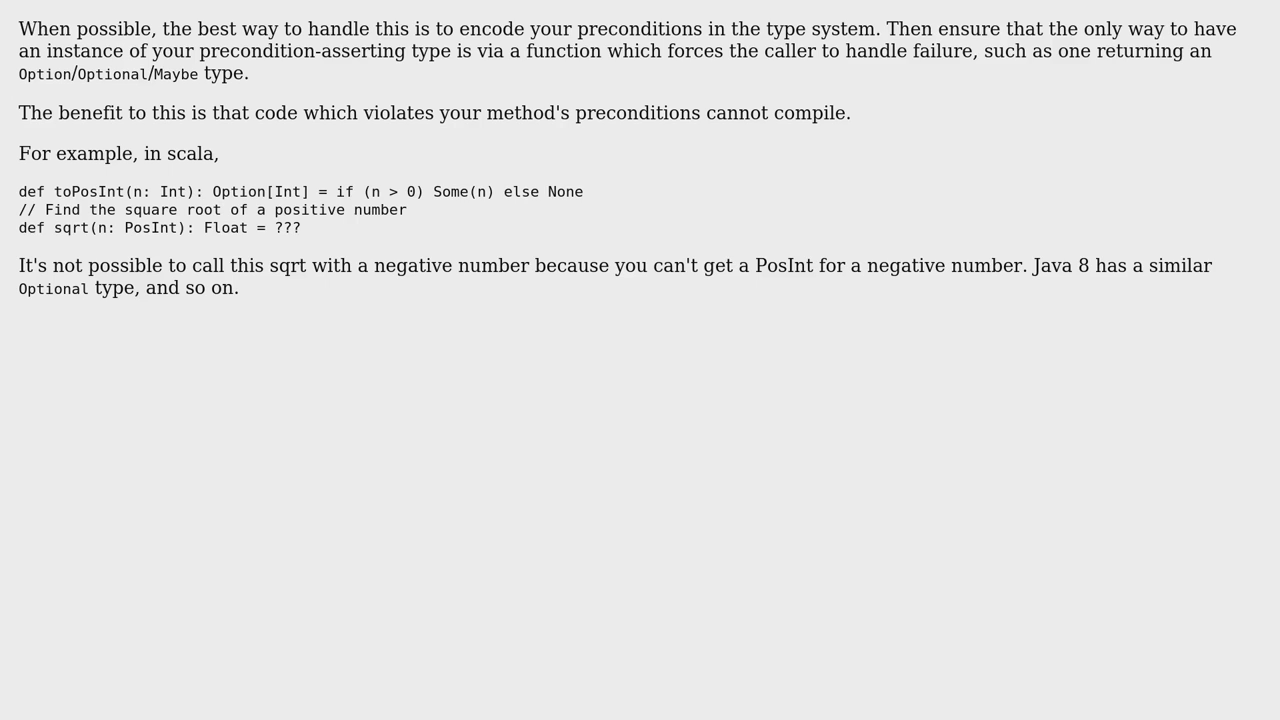 When possible, the best way to handle this is to encode your preconditions in the type system. Then ensure that the only way to have
an instance of your precondition-asserting type is via a function which forces the caller to handle failure, such as one returning an
Option/Optional/Maybe type.
The benefit to this is that code which violates your method's preconditions cannot compile.
For example, in scala,
def toPosInt(n: Int): Option[Int] = if (n > 0) Some(n) else None
// Find the square root of a positive number
def sqrt(n: PosInt): Float = ???
It's not possible to call this sqrt with a negative number because you can't get a PosInt for a negative number. Java 8 has a similar
Optional type, and so on.